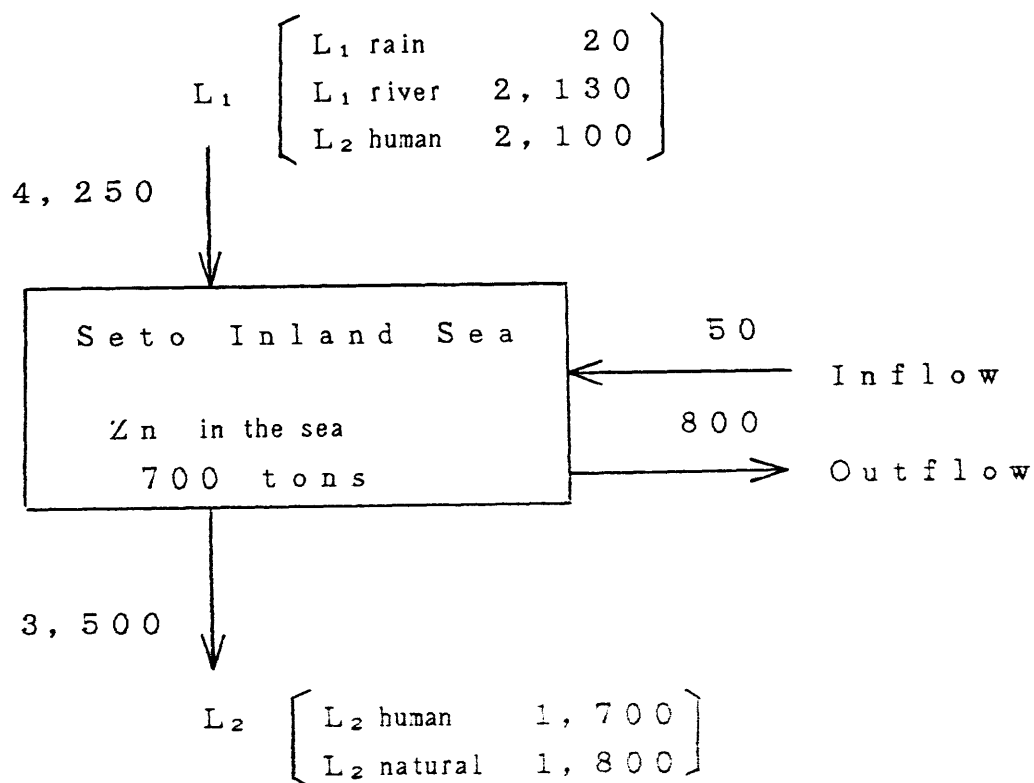 L₁ rain 20
L₁ L₁ river 2,130
L₂ human 2,100
4,250
Seto Inland Sea
50
Inflow
Zn in the sea
800
700 tons
Outflow
3,500
L₂ L₂ human 1,700
L₂ natural 1,800